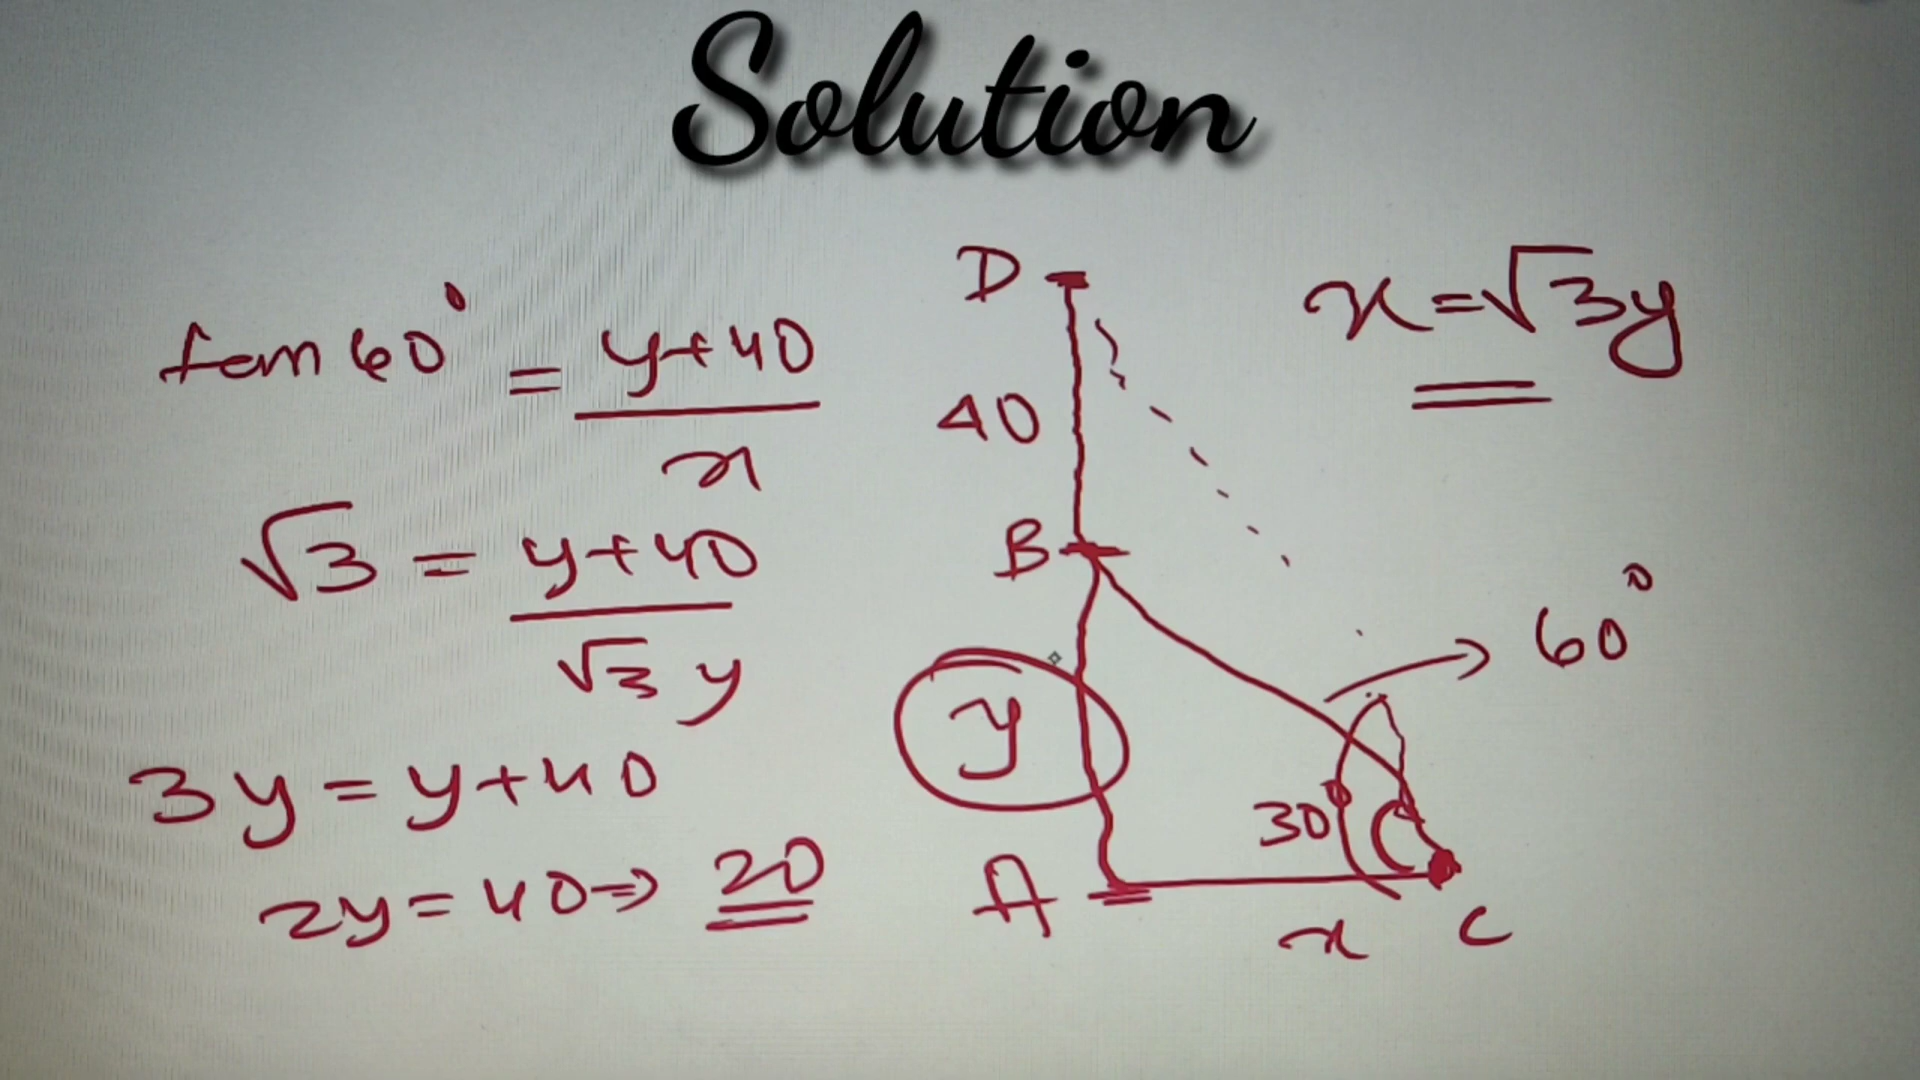 Solution
tan 60° = y+40
x
√3 = y+40
√3 y
3y = y+40
2y = 40 ⇒ 20
D
40
B
y
A
x
C
30°
60°
x = √3y